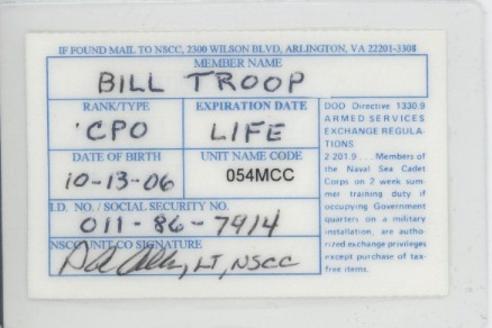 IF FOUND MAIL TO NSCC, 2300 WILSON BLVD, ARLINGTON, VA 22201-3308
MEMBER NAME
BILL TROOP
RANK/TYPE
CPO
EXPIRATION DATE
LIFE
DATE OF BIRTH
10-13-06
UNIT NAME CODE
054MCC
I.D. NO. / SOCIAL SECURITY NO.
011-86-7914
NSCC UNIT CO SIGNATURE
, LT, NSCC
DOD Directive 1330.9
ARMED SERVICES
EXCHANGE REGULA-
TIONS
2 201.9 . . . Members of
the Naval Sea Cadet
Corps on 2 week sum-
mer training duty if
occupying Government
quarters on a military
installation, are autho-
rized exchange privileges
except purchase of tax-
free items.